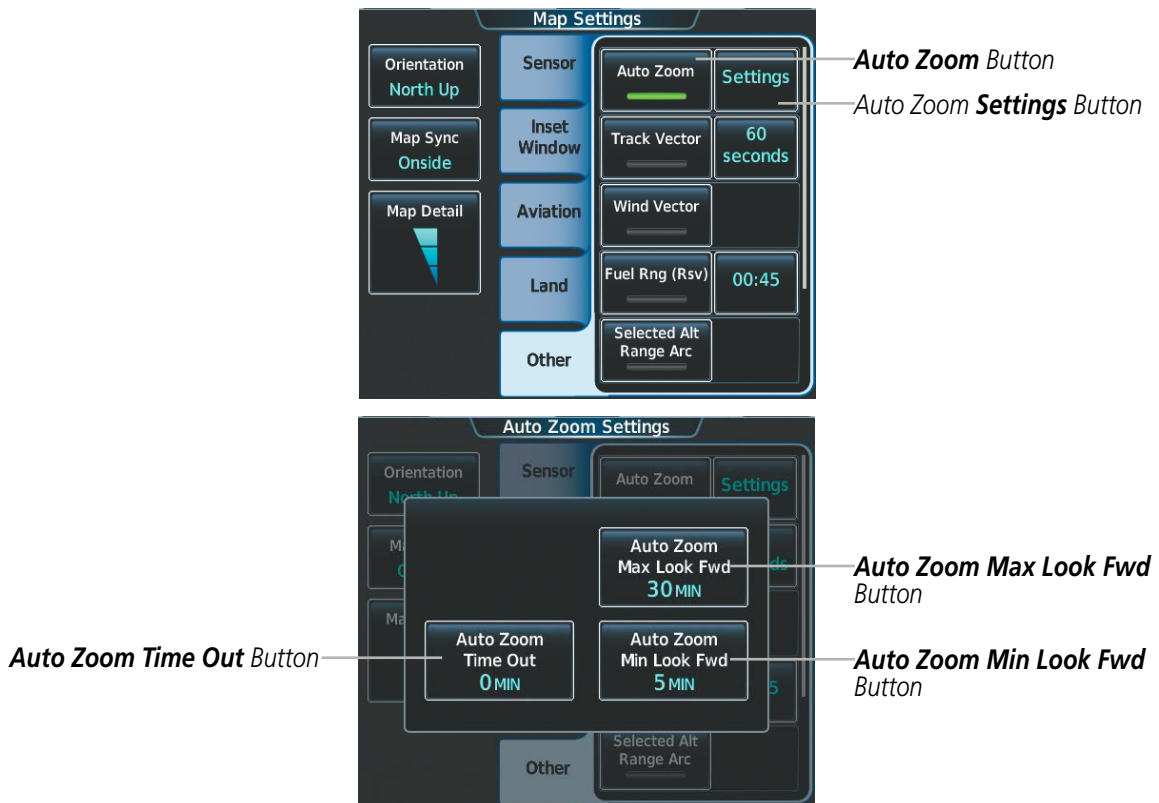 Map Settings
Orientation
North Up
Map Sync
Onside
Map Detail
Sensor
Inset
Window
Aviation
Land
Other
Auto Zoom
Settings
Track Vector
60
seconds
Wind Vector
Fuel Rng (Rsv)
00:45
Selected Alt
Range Arc
Auto Zoom Button
Auto Zoom Settings Button
Auto Zoom Settings
Orientation
North Up
Sensor
Auto Zoom
Settings
Auto Zoom
Max Look Fwd
30 MIN
Auto Zoom
Time Out
0 MIN
Auto Zoom
Min Look Fwd
5 MIN
Selected Alt
Range Arc
Other
Auto Zoom Max Look Fwd
Button
Auto Zoom Time Out Button
Auto Zoom Min Look Fwd
Button